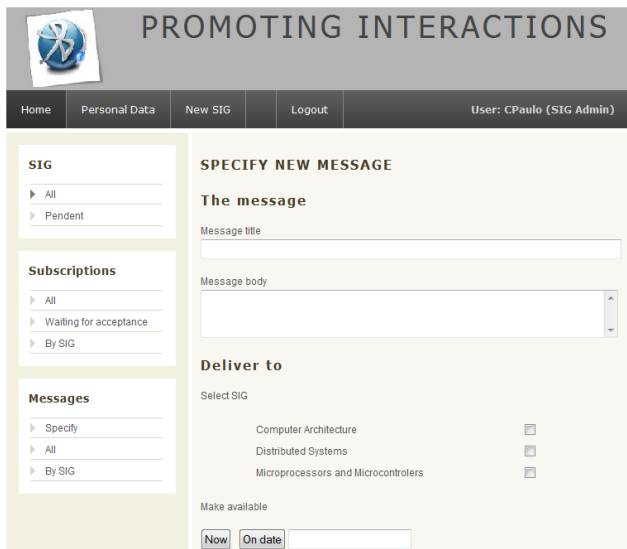 PROMOTING INTERACTIONS
Home Personal Data New SIG Logout User: CPaulo (SIG Admin)
SIG
All
Pendent
Subscriptions
All
Waiting for acceptance
By SIG
Messages
Specify
All
By SIG
SPECIFY NEW MESSAGE
The message
Message title
Message body
Deliver to
Select SIG
Computer Architecture
Distributed Systems
Microprocessors and Microcontrolers
Make available
Now On date